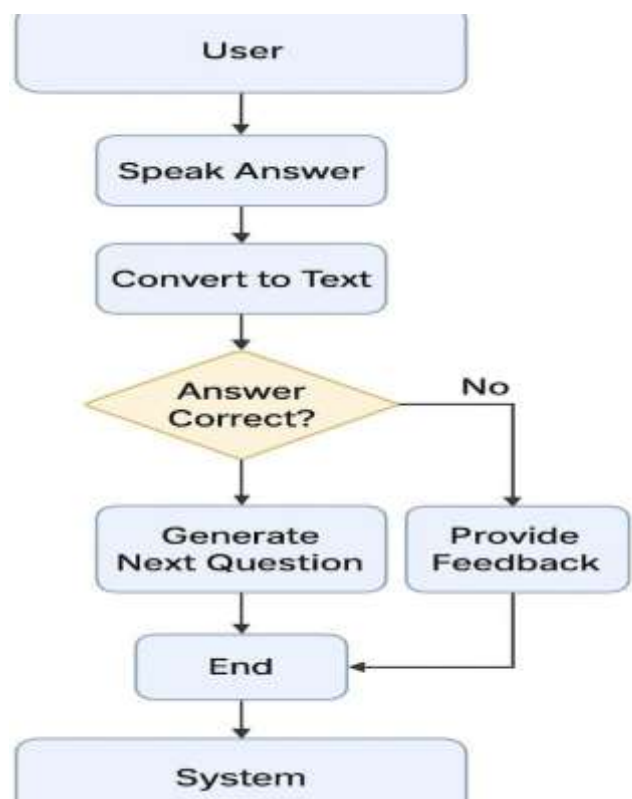 User
Speak Answer
Convert to Text
Answer
Correct?
No
Generate
Next Question
Provide
Feedback
End
System